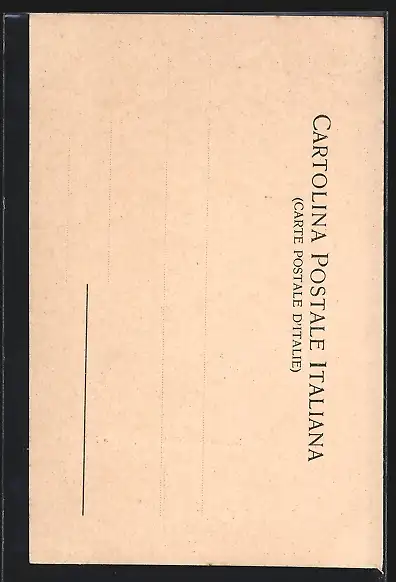 CARTOLINA POSTALE ITALIANA
(CARTE POSTALE D'ITALIE)